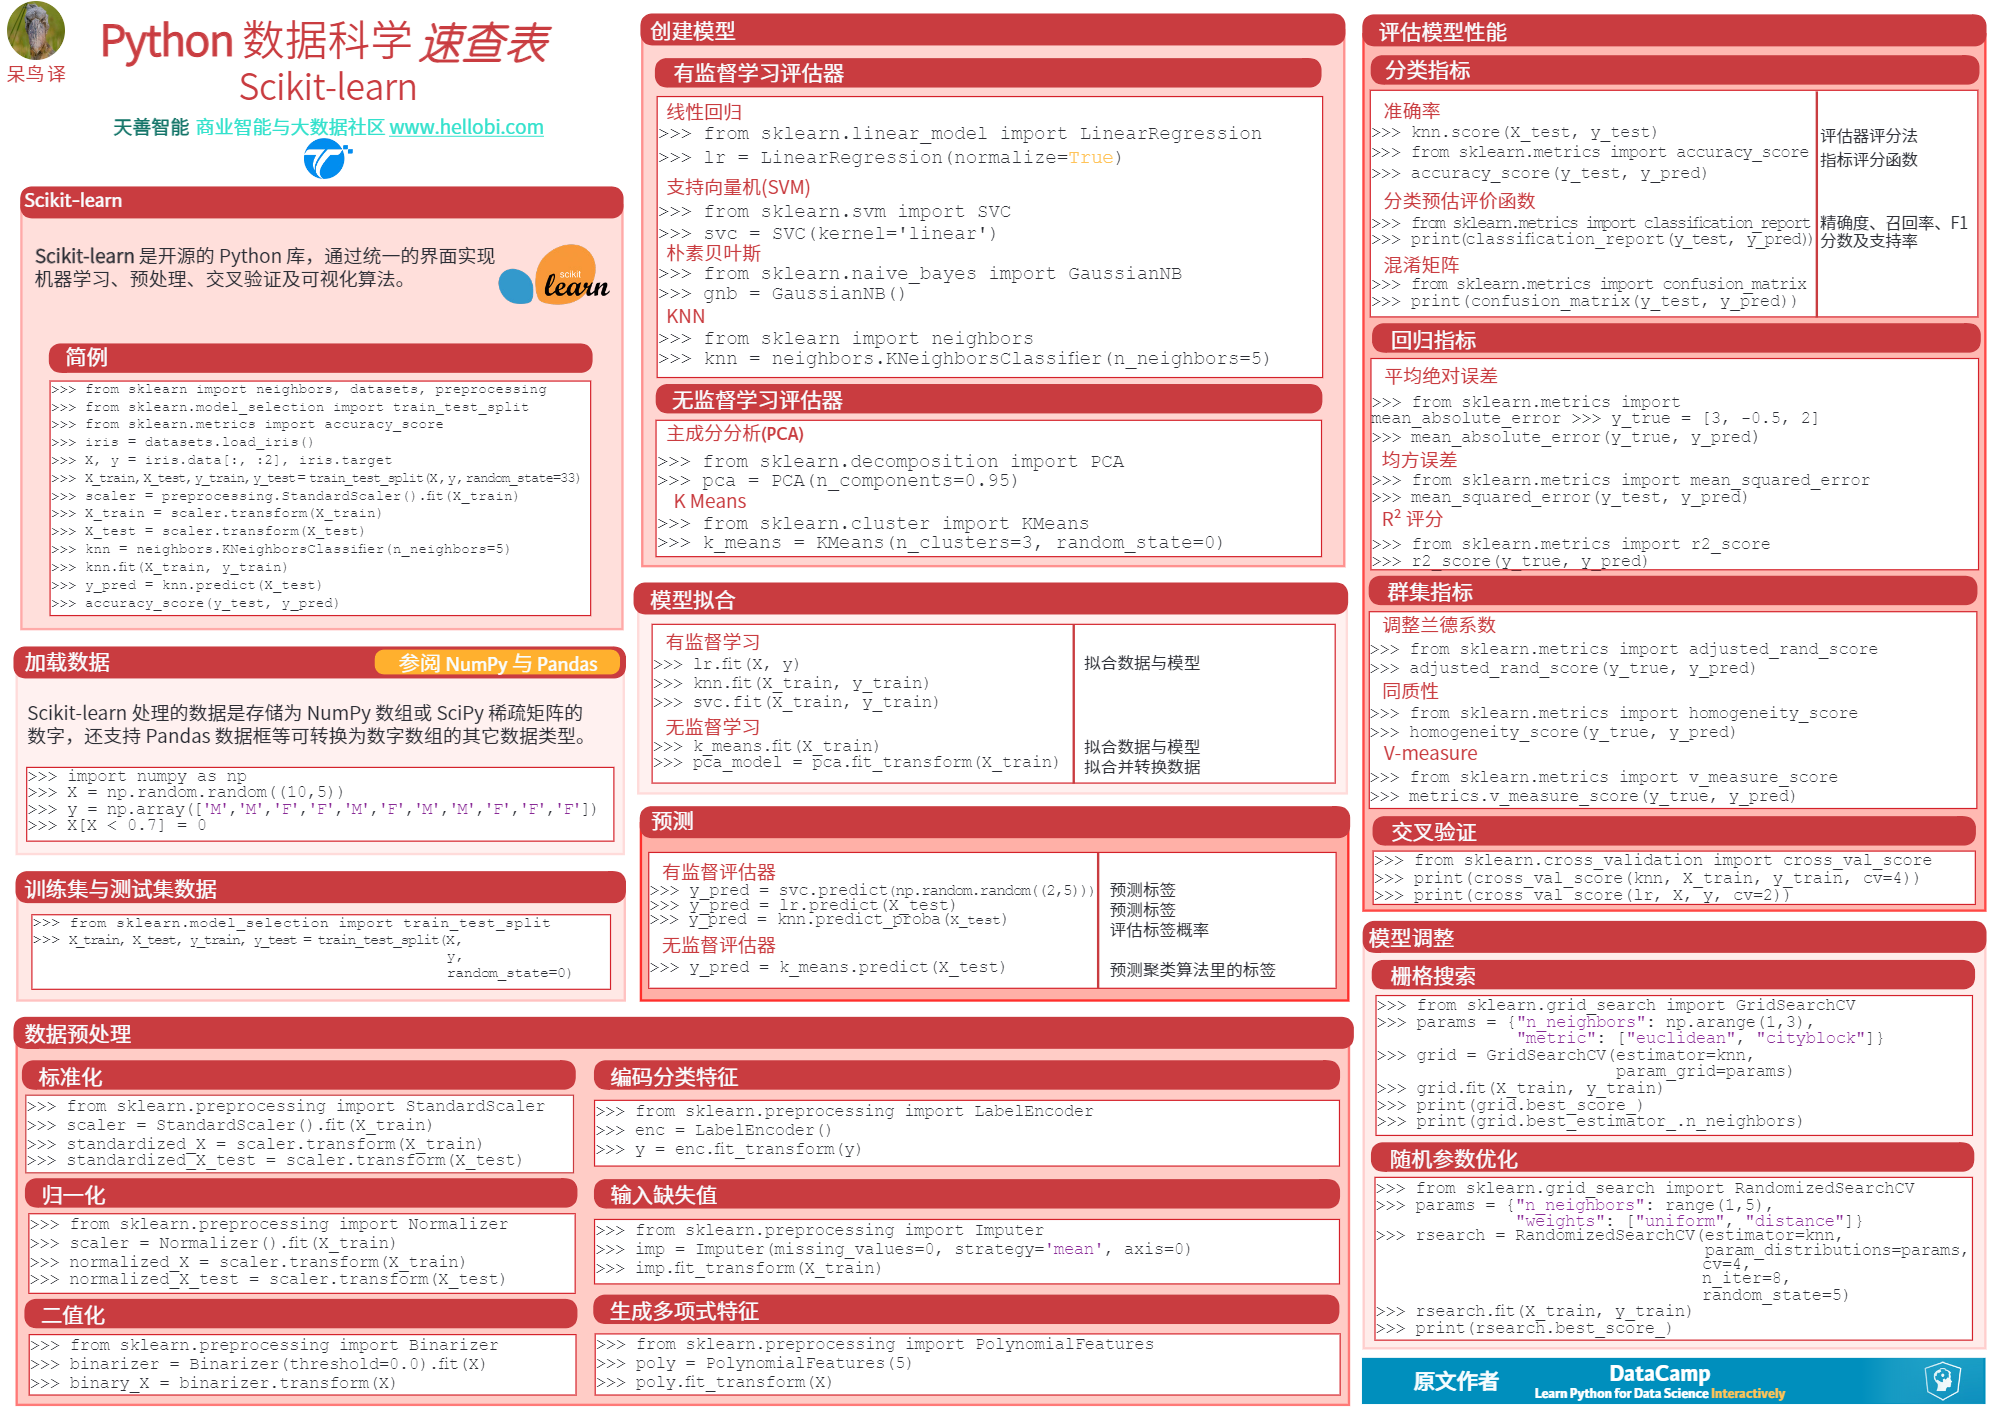 呆鸟 译
Python 数据科学 速查表
Scikit-learn
天善智能 商业智能与大数据社区 www.hellobi.com
Scikit-learn
Scikit-learn 是开源的 Python 库，通过统一的界面实现
机器学习、预处理、交叉验证及可视化算法。
scikit
learn
简例
>>> from sklearn import neighbors, datasets, preprocessing
>>> from sklearn.model_selection import train_test_split
>>> from sklearn.metrics import accuracy_score
>>> iris = datasets.load_iris()
>>> X, y = iris.data[:, :2], iris.target
>>> X_train, X_test, y_train, y_test = train_test_split(X, y, random_state=33)
>>> scaler = preprocessing.StandardScaler().fit(X_train)
>>> X_train = scaler.transform(X_train)
>>> X_test = scaler.transform(X_test)
>>> knn = neighbors.KNeighborsClassifier(n_neighbors=5)
>>> knn.fit(X_train, y_train)
>>> y_pred = knn.predict(X_test)
>>> accuracy_score(y_test, y_pred)
加载数据
参阅 NumPy 与 Pandas
Scikit-learn 处理的数据是存储为 NumPy 数组或 SciPy 稀疏矩阵的
数字，还支持 Pandas 数据框等可转换为数字数组的其它数据类型。
>>> import numpy as np
>>> X = np.random.random((10,5))
>>> y = np.array(['M','M','F','F','M','F','M','M','F','F','F'])
>>> X[X < 0.7] = 0
训练集与测试集数据
>>> from sklearn.model_selection import train_test_split
>>> X_train, X_test, y_train, y_test = train_test_split(X,
y,
random_state=0)
数据预处理
标准化
>>> from sklearn.preprocessing import StandardScaler
>>> scaler = StandardScaler().fit(X_train)
>>> standardized_X = scaler.transform(X_train)
>>> standardized_X_test = scaler.transform(X_test)
归一化
>>> from sklearn.preprocessing import Normalizer
>>> scaler = Normalizer().fit(X_train)
>>> normalized_X = scaler.transform(X_train)
>>> normalized_X_test = scaler.transform(X_test)
二值化
>>> from sklearn.preprocessing import Binarizer
>>> binarizer = Binarizer(threshold=0.0).fit(X)
>>> binary_X = binarizer.transform(X)
编码分类特征
>>> from sklearn.preprocessing import LabelEncoder
>>> enc = LabelEncoder()
>>> y = enc.fit_transform(y)
输入缺失值
>>> from sklearn.preprocessing import Imputer
>>> imp = Imputer(missing_values=0, strategy='mean', axis=0)
>>> imp.fit_transform(X_train)
生成多项式特征
>>> from sklearn.preprocessing import PolynomialFeatures
>>> poly = PolynomialFeatures(5)
>>> poly.fit_transform(X)
创建模型
有监督学习评估器
线性回归
>>> from sklearn.linear_model import LinearRegression
>>> lr = LinearRegression(normalize=True)
支持向量机(SVM)
>>> from sklearn.svm import SVC
>>> svc = SVC(kernel='linear')
朴素贝叶斯
>>> from sklearn.naive_bayes import GaussianNB
>>> gnb = GaussianNB()
KNN
>>> from sklearn import neighbors
>>> knn = neighbors.KNeighborsClassifier(n_neighbors=5)
无监督学习评估器
主成分分析(PCA)
>>> from sklearn.decomposition import PCA
>>> pca = PCA(n_components=0.95)
K Means
>>> from sklearn.cluster import KMeans
>>> k_means = KMeans(n_clusters=3, random_state=0)
模型拟合
有监督学习
>>> lr.fit(X, y) 拟合数据与模型
>>> knn.fit(X_train, y_train)
>>> svc.fit(X_train, y_train)
无监督学习
>>> k_means.fit(X_train) 拟合数据与模型
>>> pca_model = pca.fit_transform(X_train) 拟合并转换数据
预测
有监督评估器
>>> y_pred = svc.predict(np.random.random((2,5))) 预测标签
>>> y_pred = lr.predict(X_test) 预测标签
>>> y_pred = knn.predict_proba(X_test) 评估标签概率
无监督评估器
>>> y_pred = k_means.predict(X_test) 预测聚类算法里的标签
评估模型性能
分类指标
准确率
>>> knn.score(X_test, y_test) 评估器评分法
>>> from sklearn.metrics import accuracy_score 指标评分函数
>>> accuracy_score(y_test, y_pred)
分类预估评价函数
>>> from sklearn.metrics import classification_report 精确度、召回率、F1
>>> print(classification_report(y_test, y_pred)) 分数及支持率
混淆矩阵
>>> from sklearn.metrics import confusion_matrix
>>> print(confusion_matrix(y_test, y_pred))
回归指标
平均绝对误差
>>> from sklearn.metrics import
mean_absolute_error >>> y_true = [3, -0.5, 2]
>>> mean_absolute_error(y_true, y_pred)
均方误差
>>> from sklearn.metrics import mean_squared_error
>>> mean_squared_error(y_test, y_pred)
R² 评分
>>> from sklearn.metrics import r2_score
>>> r2_score(y_true, y_pred)
群集指标
调整兰德系数
>>> from sklearn.metrics import adjusted_rand_score
>>> adjusted_rand_score(y_true, y_pred)
同质性
>>> from sklearn.metrics import homogeneity_score
>>> homogeneity_score(y_true, y_pred)
V-measure
>>> from sklearn.metrics import v_measure_score
>>> metrics.v_measure_score(y_true, y_pred)
交叉验证
>>> from sklearn.cross_validation import cross_val_score
>>> print(cross_val_score(knn, X_train, y_train, cv=4))
>>> print(cross_val_score(lr, X, y, cv=2))
模型调整
栅格搜索
>>> from sklearn.grid_search import GridSearchCV
>>> params = {"n_neighbors": np.arange(1,3),
"metric": ["euclidean", "cityblock"]}
>>> grid = GridSearchCV(estimator=knn,
param_grid=params)
>>> grid.fit(X_train, y_train)
>>> print(grid.best_score_)
>>> print(grid.best_estimator_.n_neighbors)
随机参数优化
>>> from sklearn.grid_search import RandomizedSearchCV
>>> params = {"n_neighbors": range(1,5),
"weights": ["uniform", "distance"]}
>>> rsearch = RandomizedSearchCV(estimator=knn,
param_distributions=params,
cv=4,
n_iter=8,
random_state=5)
>>> rsearch.fit(X_train, y_train)
>>> print(rsearch.best_score_)
原文作者
DataCamp
Learn Python for Data Science Interactively